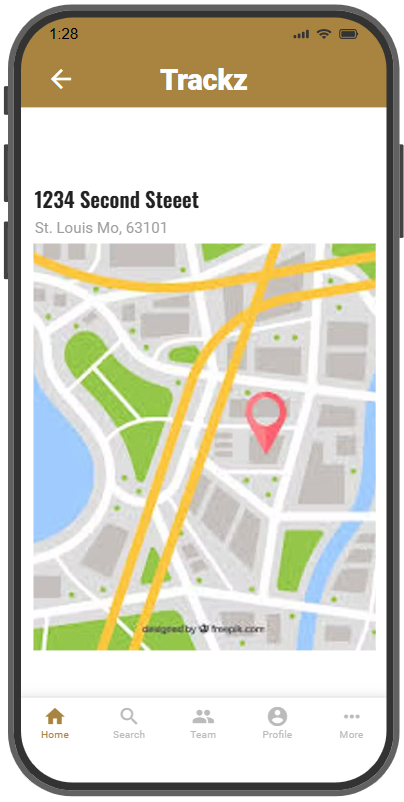 1:28
Trackz
1234 Second Steeet
St. Louis Mo, 63101
designed by freepik.com
Home
Search
Team
Profile
More